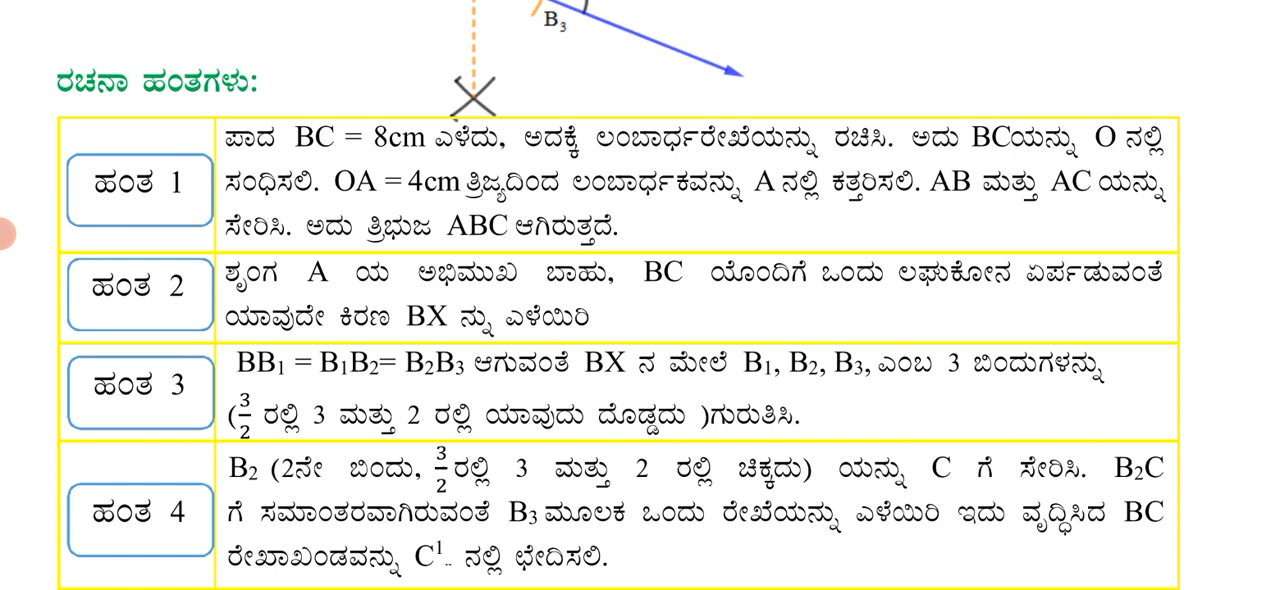 B₃
ರಚನಾ ಹಂತಗಳು:
ಹಂತ 1
ಪಾದ BC = 8cm ಎಳೆದು, ಅದಕ್ಕೆ ಲಂಬಾರ್ಧರೇಖೆಯನ್ನು ರಚಿಸಿ. ಅದು BCಯನ್ನು O ನಲ್ಲಿ
ಸಂಧಿಸಲಿ. OA = 4cm ತ್ರಿಜ್ಯದಿಂದ ಲಂಬಾರ್ಧಕವನ್ನು A ನಲ್ಲಿ ಕತ್ತರಿಸಲಿ. AB ಮತ್ತು AC ಯನ್ನು
ಸೇರಿಸಿ. ಅದು ತ್ರಿಭುಜ ABC ಆಗಿರುತ್ತದೆ.
ಹಂತ 2
ಶೃಂಗ A ಯ ಅಭಿಮುಖ ಬಾಹು, BC ಯೊಂದಿಗೆ ಒಂದು ಲಘುಕೋನ ಏರ್ಪಡುವಂತೆ
ಯಾವುದೇ ಕಿರಣ BX ನ್ನು ಎಳೆಯಿರಿ
ಹಂತ 3
BB₁ = B₁B₂= B₂B₃ ಆಗುವಂತೆ BX ನ ಮೇಲೆ B₁, B₂, B₃, ಎಂಬ 3 ಬಿಂದುಗಳನ್ನು
(3/2 ರಲ್ಲಿ 3 ಮತ್ತು 2 ರಲ್ಲಿ ಯಾವುದು ದೊಡ್ಡದು )ಗುರುತಿಸಿ.
ಹಂತ 4
B₂ (2ನೇ ಬಿಂದು, 3/2 ರಲ್ಲಿ 3 ಮತ್ತು 2 ರಲ್ಲಿ ಚಿಕ್ಕದು) ಯನ್ನು C ಗೆ ಸೇರಿಸಿ. B₂C
ಗೆ ಸಮಾಂತರವಾಗಿರುವಂತೆ B₃ ಮೂಲಕ ಒಂದು ರೇಖೆಯನ್ನು ಎಳೆಯಿರಿ ಇದು ವೃದ್ಧಿಸಿದ BC
ರೇಖಾಖಂಡವನ್ನು C¹.. ನಲ್ಲಿ ಛೇದಿಸಲಿ.